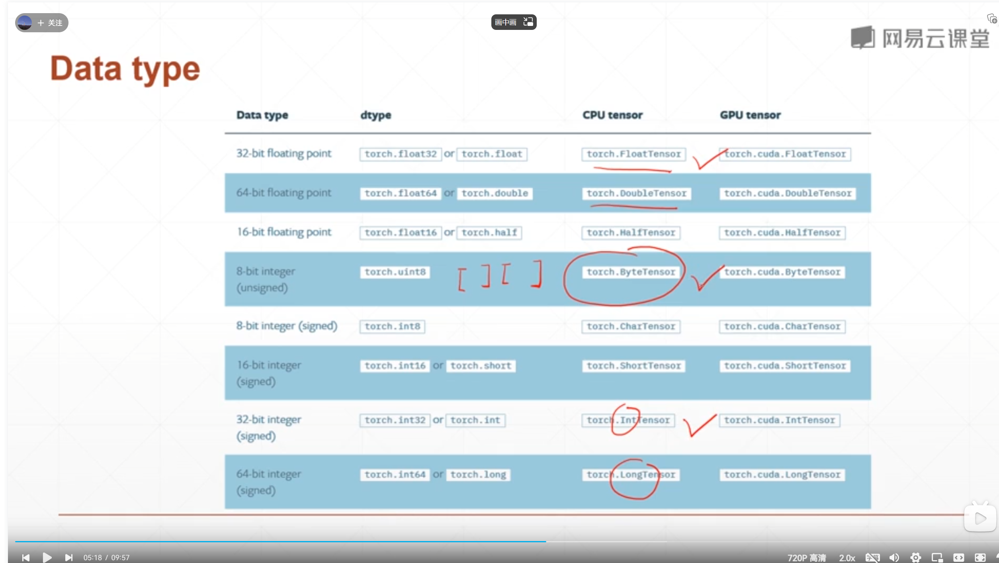 + 关注
画中画
网易云课堂
Data type
Data type dtype CPU tensor GPU tensor
32-bit floating point torch.float32 or torch.float torch.FloatTensor torch.cuda.FloatTensor
64-bit floating point torch.float64 or torch.double torch.DoubleTensor torch.cuda.DoubleTensor
16-bit floating point torch.float16 or torch.half torch.HalfTensor torch.cuda.HalfTensor
8-bit integer torch.uint8 [ ] [ ] torch.ByteTensor torch.cuda.ByteTensor
(unsigned)
8-bit integer (signed) torch.int8 torch.CharTensor torch.cuda.CharTensor
16-bit integer torch.int16 or torch.short torch.ShortTensor torch.cuda.ShortTensor
(signed)
32-bit integer torch.int32 or torch.int torch.IntTensor torch.cuda.IntTensor
(signed)
64-bit integer torch.int64 or torch.long torch.LongTensor torch.cuda.LongTensor
(signed)
05:18 / 09:57 720P 高清 2.0x 字幕